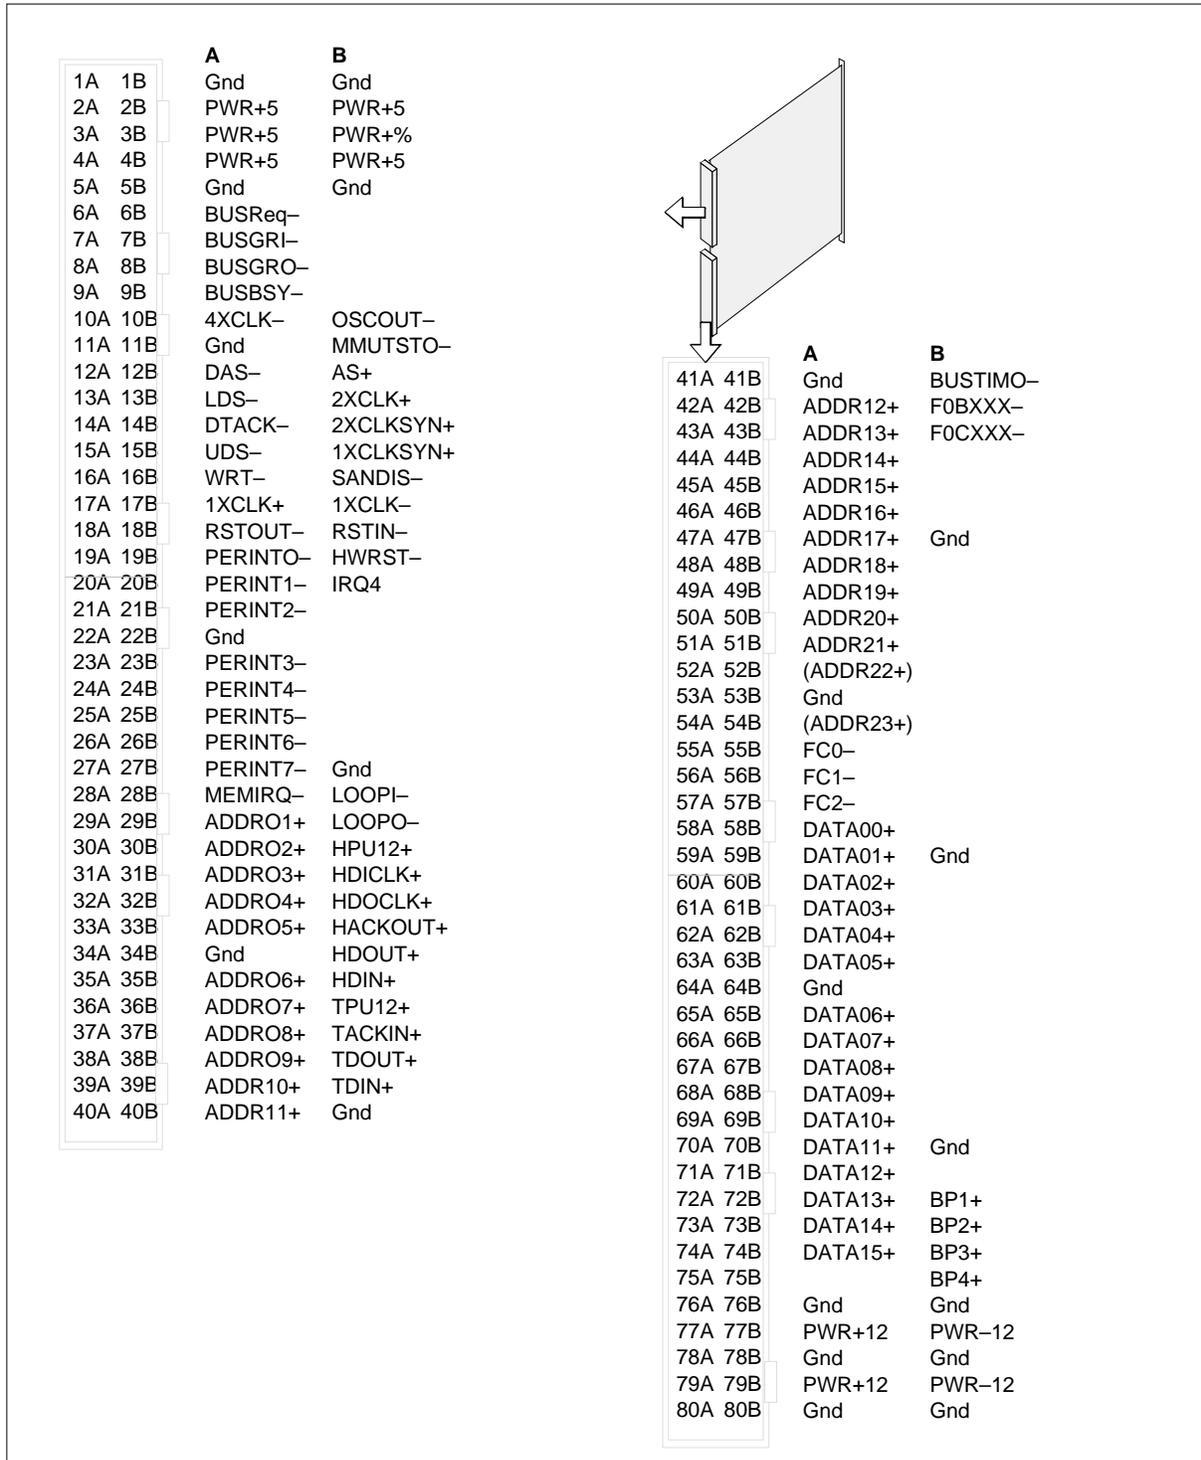 A B
1A 1B Gnd Gnd
2A 2B PWR+5 PWR+5
3A 3B PWR+5 PWR+%
4A 4B PWR+5 PWR+5
5A 5B Gnd Gnd
6A 6B BUSReq–
7A 7B BUSGRI–
8A 8B BUSGRO–
9A 9B BUSBSY–
10A 10B 4XCLK– OSCOUT–
11A 11B Gnd MMUTSTO–
12A 12B DAS– AS+
13A 13B LDS– 2XCLK+
14A 14B DTACK– 2XCLKSYN+
15A 15B UDS– 1XCLKSYN+
16A 16B WRT– SANDIS–
17A 17B 1XCLK+ 1XCLK–
18A 18B RSTOUT– RSTIN–
19A 19B PERINTO– HWRST–
20A 20B PERINT1– IRQ4
21A 21B PERINT2–
22A 22B Gnd
23A 23B PERINT3–
24A 24B PERINT4–
25A 25B PERINT5–
26A 26B PERINT6–
27A 27B PERINT7– Gnd
28A 28B MEMIRQ– LOOPI–
29A 29B ADDRO1+ LOOPO–
30A 30B ADDRO2+ HPU12+
31A 31B ADDRO3+ HDICLK+
32A 32B ADDRO4+ HDOCLK+
33A 33B ADDRO5+ HACKOUT+
34A 34B Gnd HDOUT+
35A 35B ADDRO6+ HDIN+
36A 36B ADDRO7+ TPU12+
37A 37B ADDRO8+ TACKIN+
38A 38B ADDRO9+ TDOUT+
39A 39B ADDR10+ TDIN+
40A 40B ADDR11+ Gnd
A B
41A 41B Gnd BUSTIMO–
42A 42B ADDR12+ F0BXXX–
43A 43B ADDR13+ F0CXXX–
44A 44B ADDR14+
45A 45B ADDR15+
46A 46B ADDR16+
47A 47B ADDR17+ Gnd
48A 48B ADDR18+
49A 49B ADDR19+
50A 50B ADDR20+
51A 51B ADDR21+
52A 52B (ADDR22+)
53A 53B Gnd
54A 54B (ADDR23+)
55A 55B FC0–
56A 56B FC1–
57A 57B FC2–
58A 58B DATA00+
59A 59B DATA01+ Gnd
60A 60B DATA02+
61A 61B DATA03+
62A 62B DATA04+
63A 63B DATA05+
64A 64B Gnd
65A 65B DATA06+
66A 66B DATA07+
67A 67B DATA08+
68A 68B DATA09+
69A 69B DATA10+
70A 70B DATA11+ Gnd
71A 71B DATA12+
72A 72B DATA13+ BP1+
73A 73B DATA14+ BP2+
74A 74B DATA15+ BP3+
75A 75B BP4+
76A 76B Gnd Gnd
77A 77B PWR+12 PWR–12
78A 78B Gnd Gnd
79A 79B PWR+12 PWR–12
80A 80B Gnd Gnd